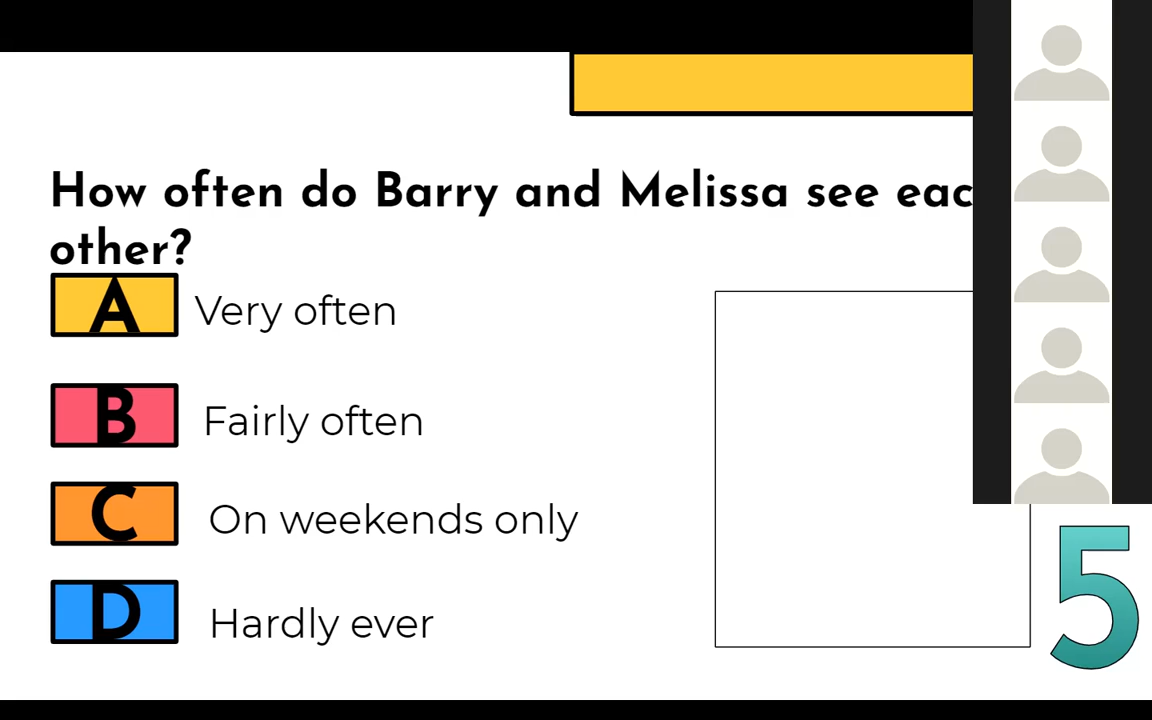 How often do Barry and Melissa see eac
other?
A Very often
B Fairly often
C On weekends only
D Hardly ever
5